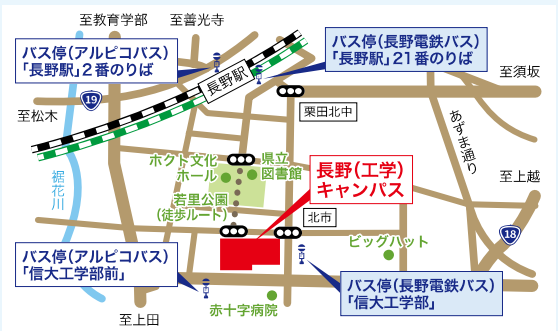 至教育学部
至善光寺
バス停（アルピコバス）
「長野駅」2番のりば
バス停（長野電鉄バス）
「長野駅」21番のりば
長野駅
至須坂
19
至松本
栗田北中
あずま通り
ホクト文化
ホール
県立
図書館
長野（工学）
キャンパス
裾花川
若里公園
（徒歩ルート）
至上越
北市
18
ビッグハット
バス停（アルピコバス）
「信大工学部前」
バス停（長野電鉄バス）
「信大工学部」
赤十字病院
至上田